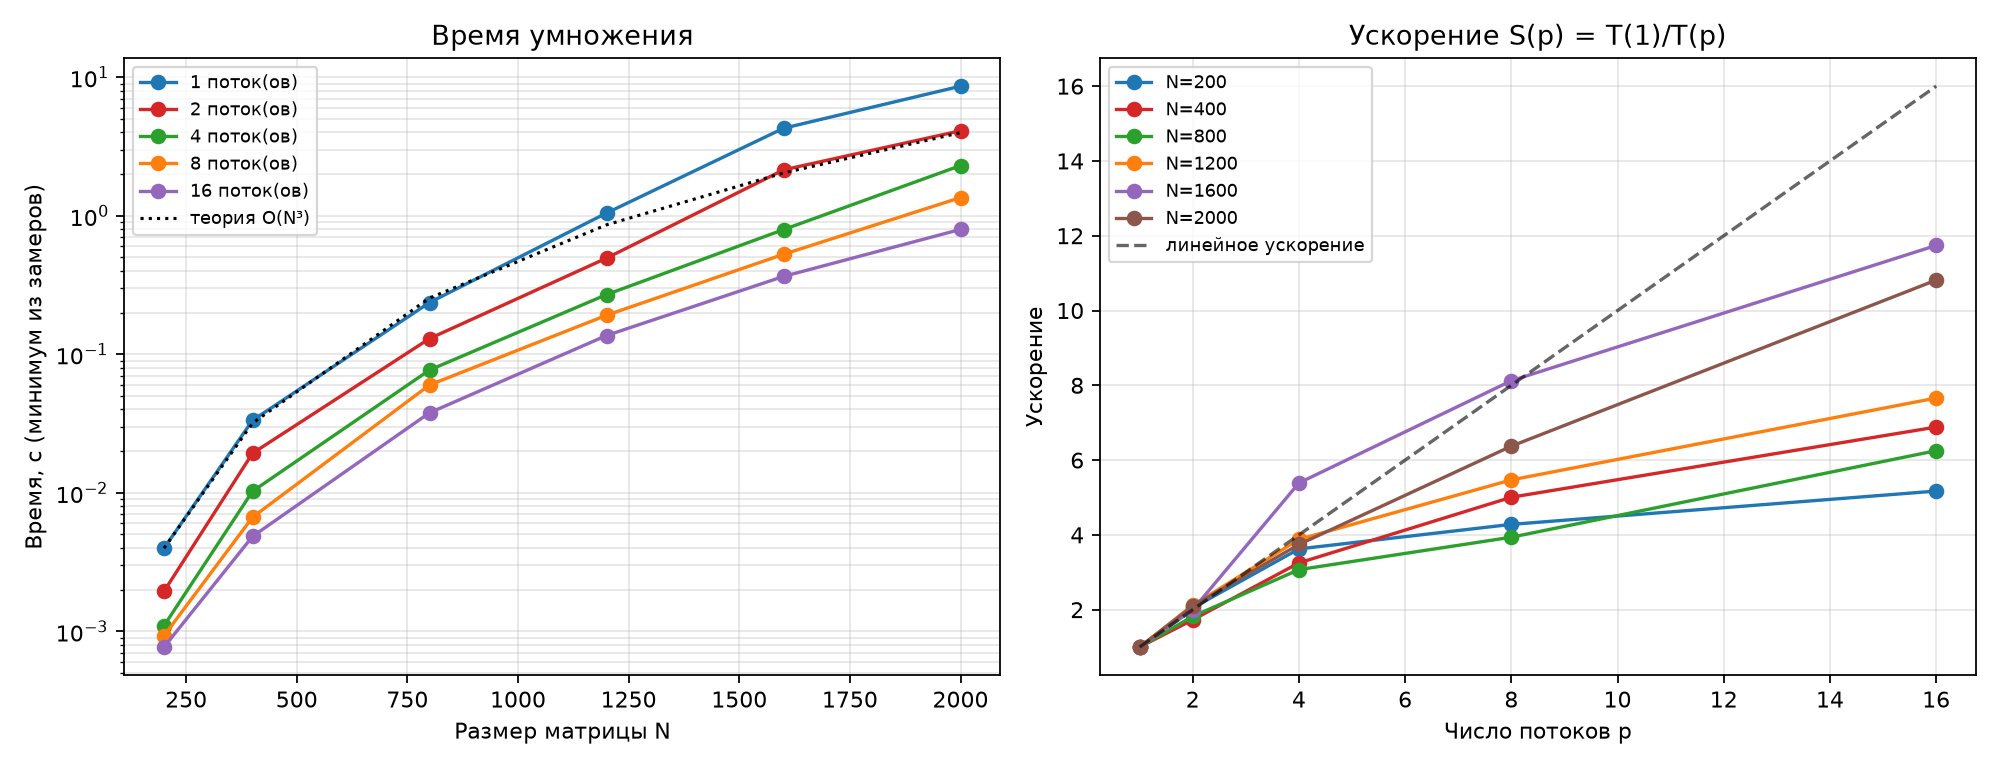 Время умножения
Время, с (минимум из замеров)
10¹
10⁰
10⁻¹
10⁻²
10⁻³
1 поток(ов)
2 поток(ов)
4 поток(ов)
8 поток(ов)
16 поток(ов)
теория O(N³)
250 500 750 1000 1250 1500 1750 2000
Размер матрицы N
Ускорение S(p) = T(1)/T(p)
Ускорение
16
14
12
10
8
6
4
2
N=200
N=400
N=800
N=1200
N=1600
N=2000
линейное ускорение
2 4 6 8 10 12 14 16
Число потоков p